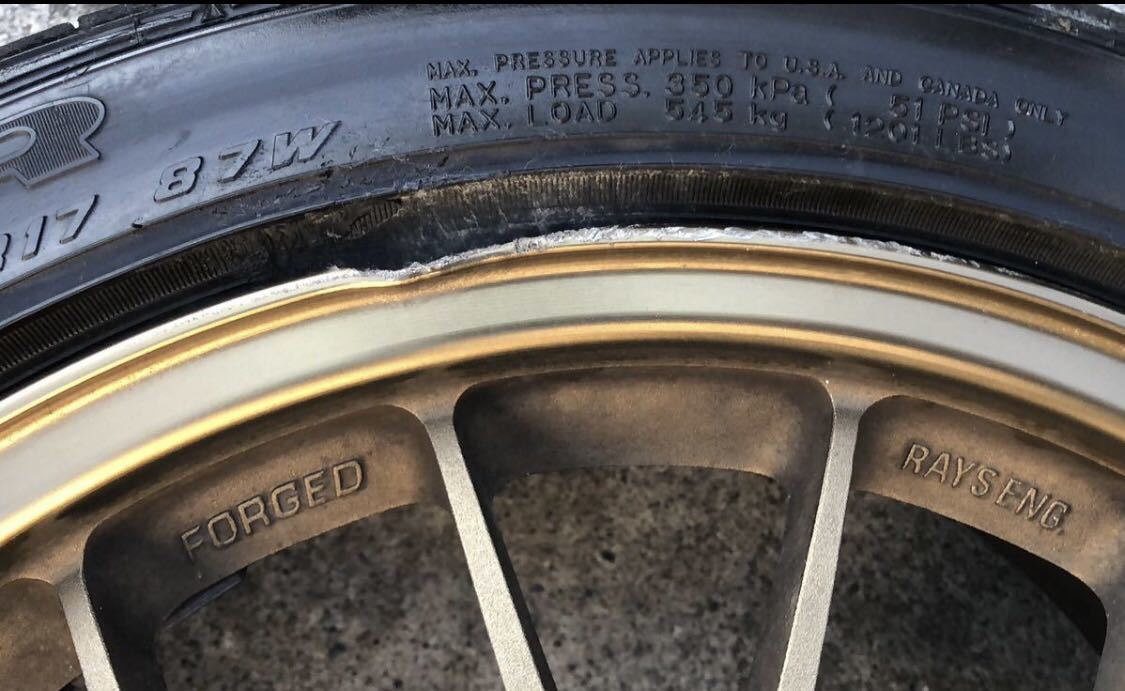 MAX. PRESSURE APPLIES TO U.S.A. AND CANADA ONLY
MAX. PRESS. 350 kPa ( 51 PSI )
MAX. LOAD 545 kg ( 1201 LBS)
R
R17 87W
FORGED
RAYS ENG.